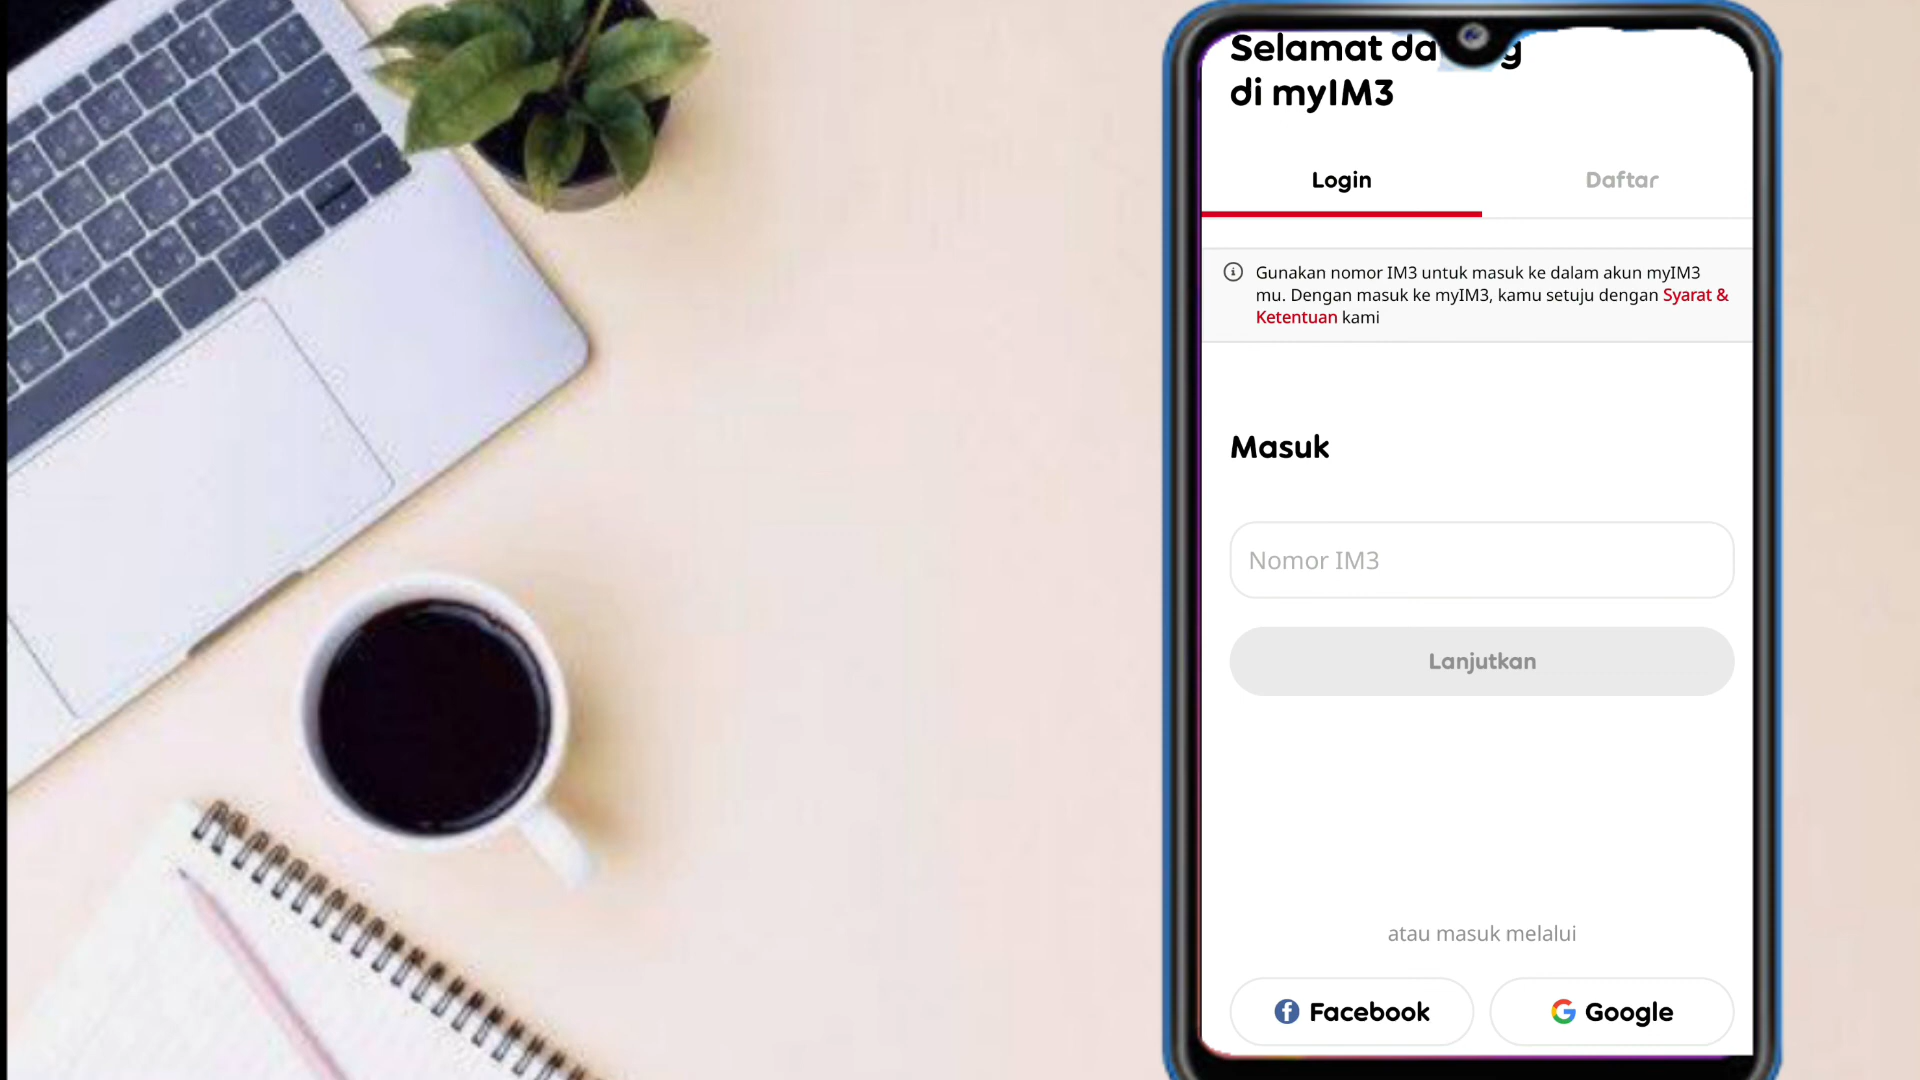 Selamat da g
di myIM3
Login
Daftar
Gunakan nomor IM3 untuk masuk ke dalam akun myIM3
mu. Dengan masuk ke myIM3, kamu setuju dengan Syarat &
Ketentuan kami
Masuk
Nomor IM3
Lanjutkan
atau masuk melalui
Facebook
Google